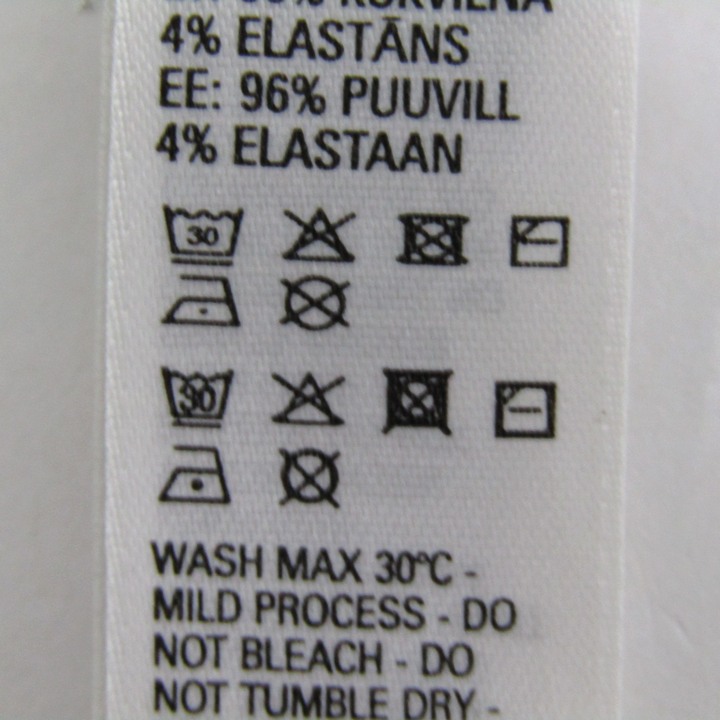 KOKVILNA
4% ELASTĀNS
EE: 96% PUUVILL
4% ELASTAAN
30
30
WASH MAX 30°C -
MILD PROCESS - DO
NOT BLEACH - DO
NOT TUMBLE DRY -